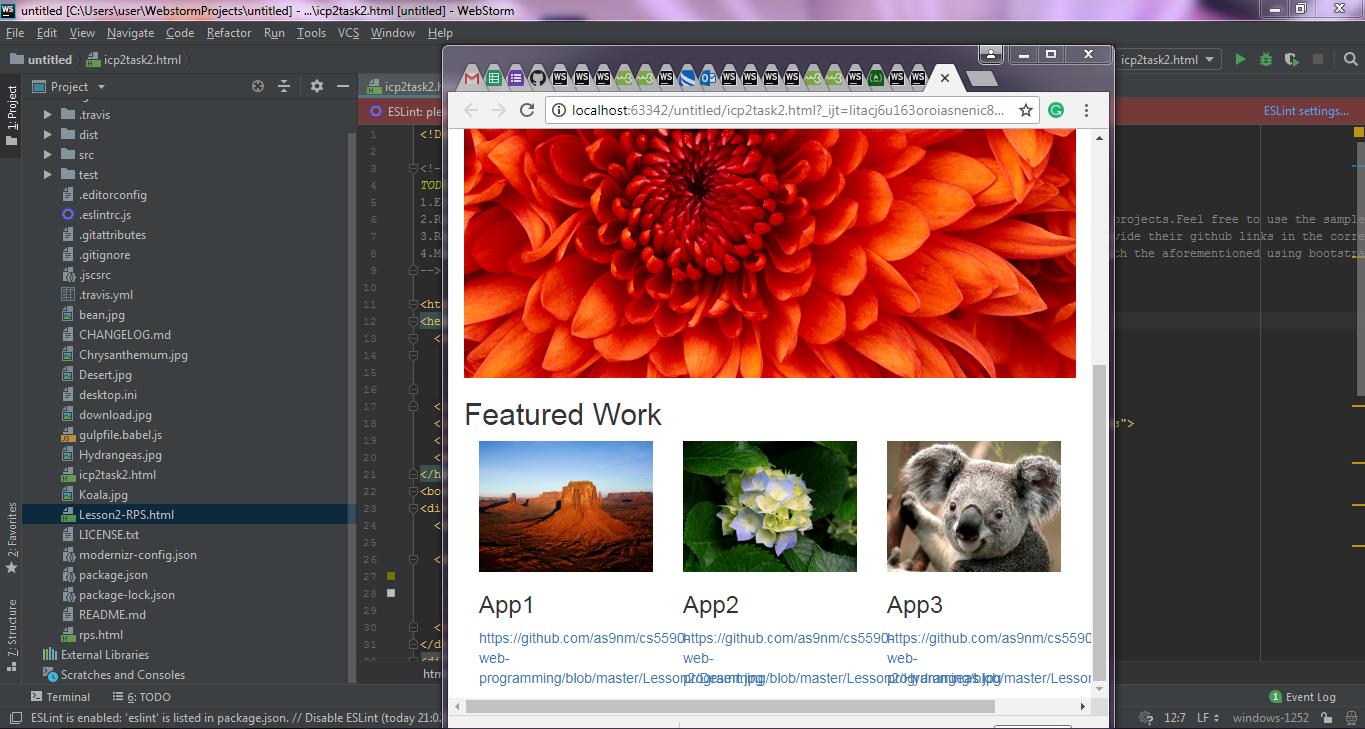 untitled [C:\Users\user\WebstormProjects\untitled] - ...\icp2task2.html [untitled] - WebStorm
File Edit View Navigate Code Refactor Run Tools VCS Window Help
untitled icp2task2.html
icp2task2.html
Project
icp2task2.h
localhost:63342/untitled/icp2task2.html?_ijt=litacj6u163oroiasnenic8...
ESLint: ple
ESLint settings...
1: Project
.travis
dist
src
test
.editorconfig
.eslintrc.js
.gitattributes
.gitignore
.jscsrc
.travis.yml
bean.jpg
CHANGELOG.md
Chrysanthemum.jpg
Desert.jpg
desktop.ini
download.jpg
gulpfile.babel.js
Hydrangeas.jpg
icp2task2.html
Koala.jpg
Lesson2-RPS.html
LICENSE.txt
modernizr-config.json
package.json
package-lock.json
README.md
rps.html
External Libraries
Scratches and Consoles
2: Favorites
7: Structure
1 <!D
2
3 <!-
4 TOD
5 1.E
6 2.R rojects.Feel free to use the sample
7 3.R vide their github links in the corre
8 4.M h the aforementioned using bootstra
9 -->
10
11 <ht
12 <he
13 <
14
15
16
17 <
18 < s">
19 <
20 <
21 </h
22 <bo
23 <di
24 <
25
26 <
27
28
29
30 <
31 </d
32 <di
htm
Featured Work
App1
https://github.com/as9nm/cs5590-
web-
programming/blob/master/Lesson2/Desert.jpg
App2
https://github.com/as9nm/cs5590-
web-
programming/blob/master/Lesson2/Hydrangeas.jpg
App3
https://github.com/as9nm/cs5590
web-
programming/blob/master/Lesson
Terminal 6: TODO
1 Event Log
ESLint is enabled: 'eslint' is listed in package.json. // Disable ESLint (today 21:02
12:7 LF windows-1252